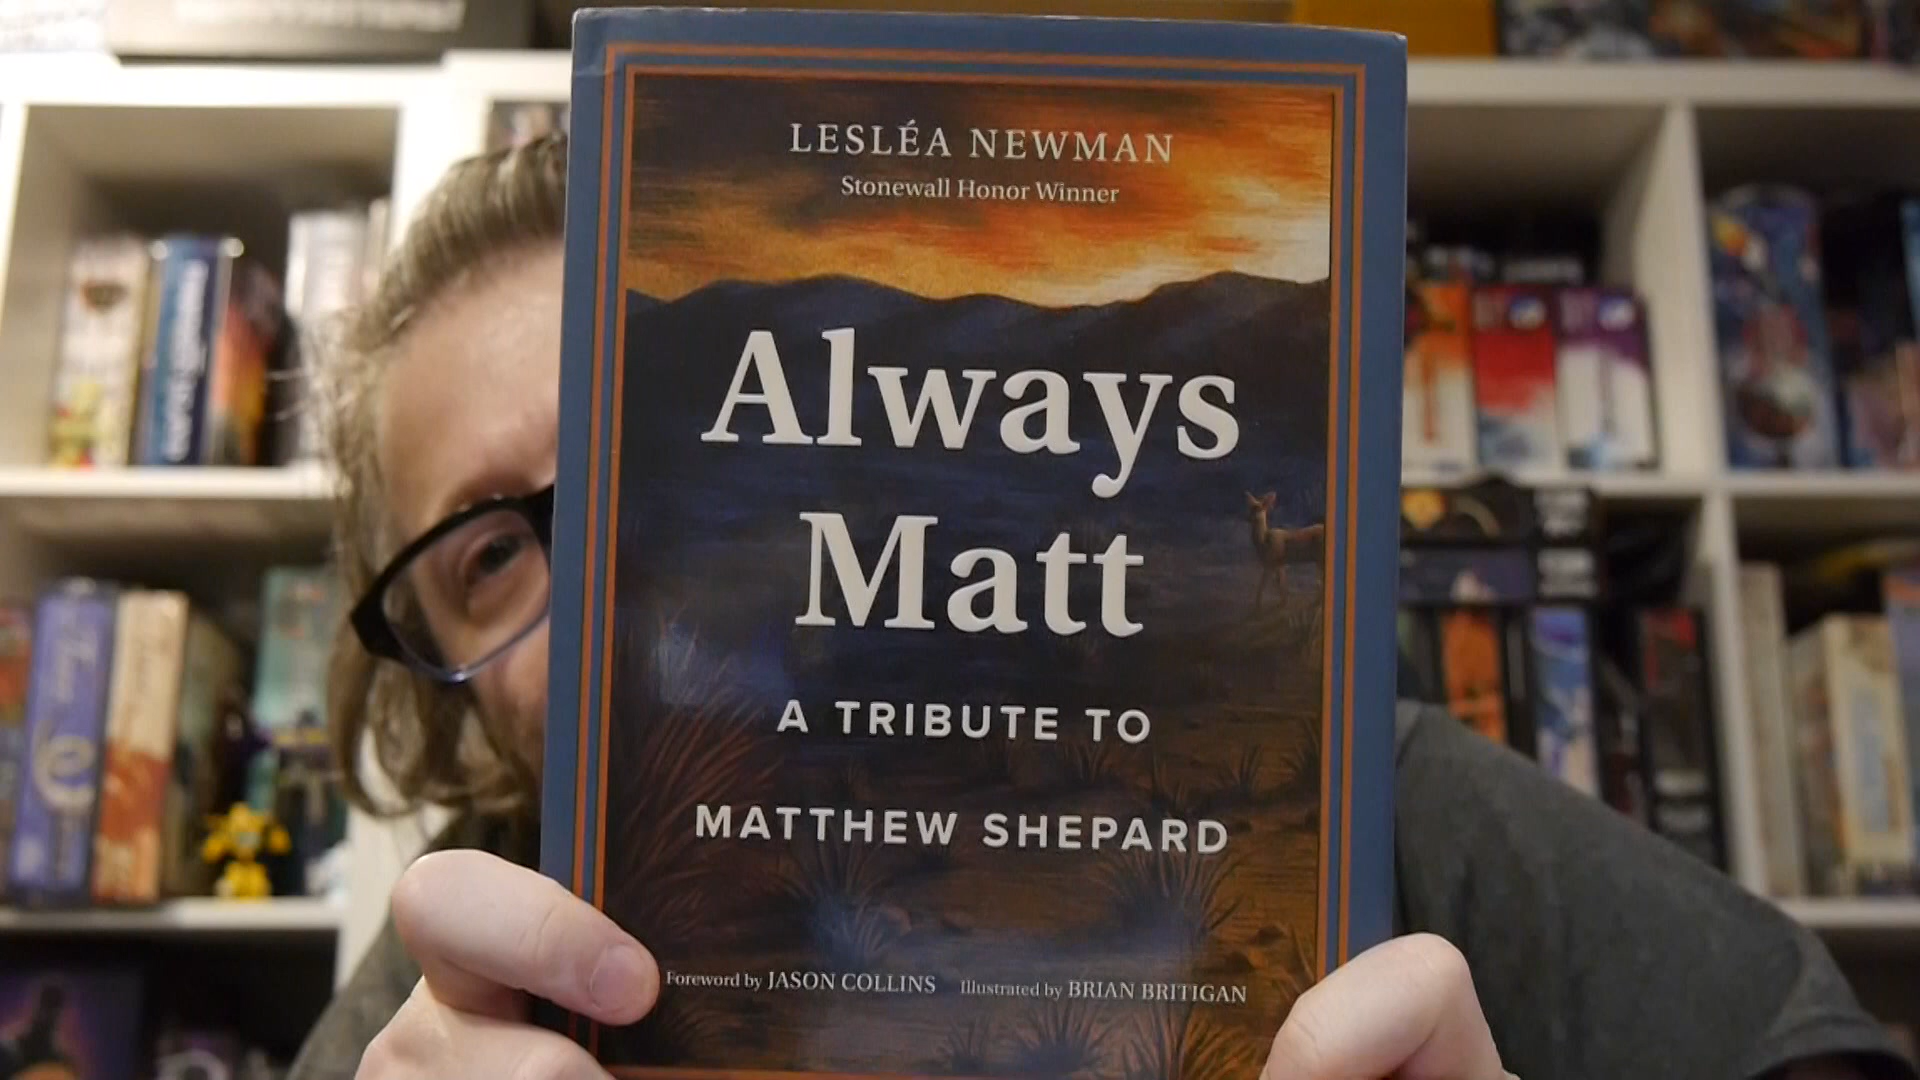 LESLÉA NEWMAN
Stonewall Honor Winner
Always
Matt
A TRIBUTE TO
MATTHEW SHEPARD
Foreword by JASON COLLINS Illustrated by BRIAN BRITIGAN